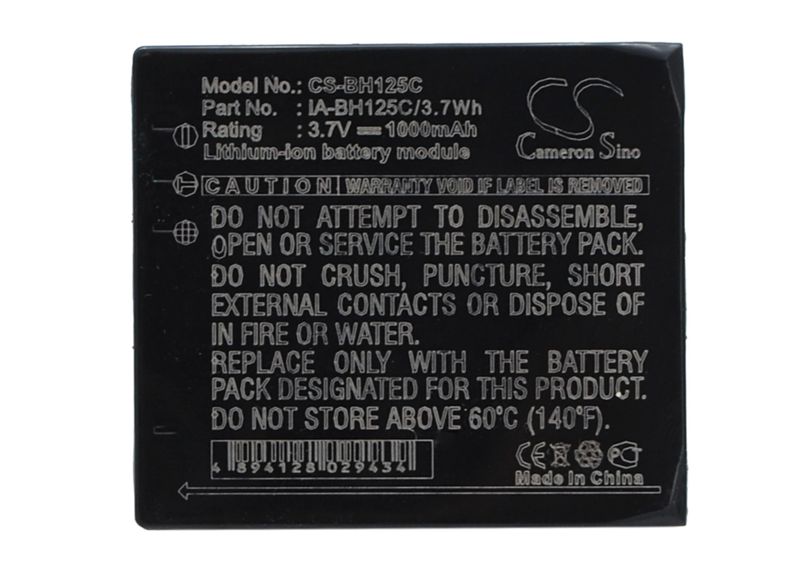 Model No.: CS-BH125C
Part No. : IA-BH125C/3.7Wh
Rating : 3.7V 1000mAh
Lithium-ion battery module
CS
Cameron Sino
CAUTION WARRANTY VOID IF LABEL IS REMOVED
DO NOT ATTEMPT TO DISASSEMBLE,
OPEN OR SERVICE THE BATTERY PACK.
DO NOT CRUSH, PUNCTURE, SHORT
EXTERNAL CONTACTS OR DISPOSE OF
IN FIRE OR WATER.
REPLACE ONLY WITH THE BATTERY
PACK DESIGNATED FOR THIS PRODUCT.
DO NOT STORE ABOVE 60°C (140°F).
4 894128 029434
CE
Made In China